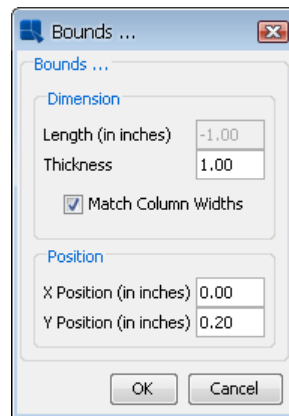 Bounds ...
Bounds ...
Dimension
Length (in inches) -1.00
Thickness 1.00
Match Column Widths
Position
X Position (in inches) 0.00
Y Position (in inches) 0.20
OK Cancel